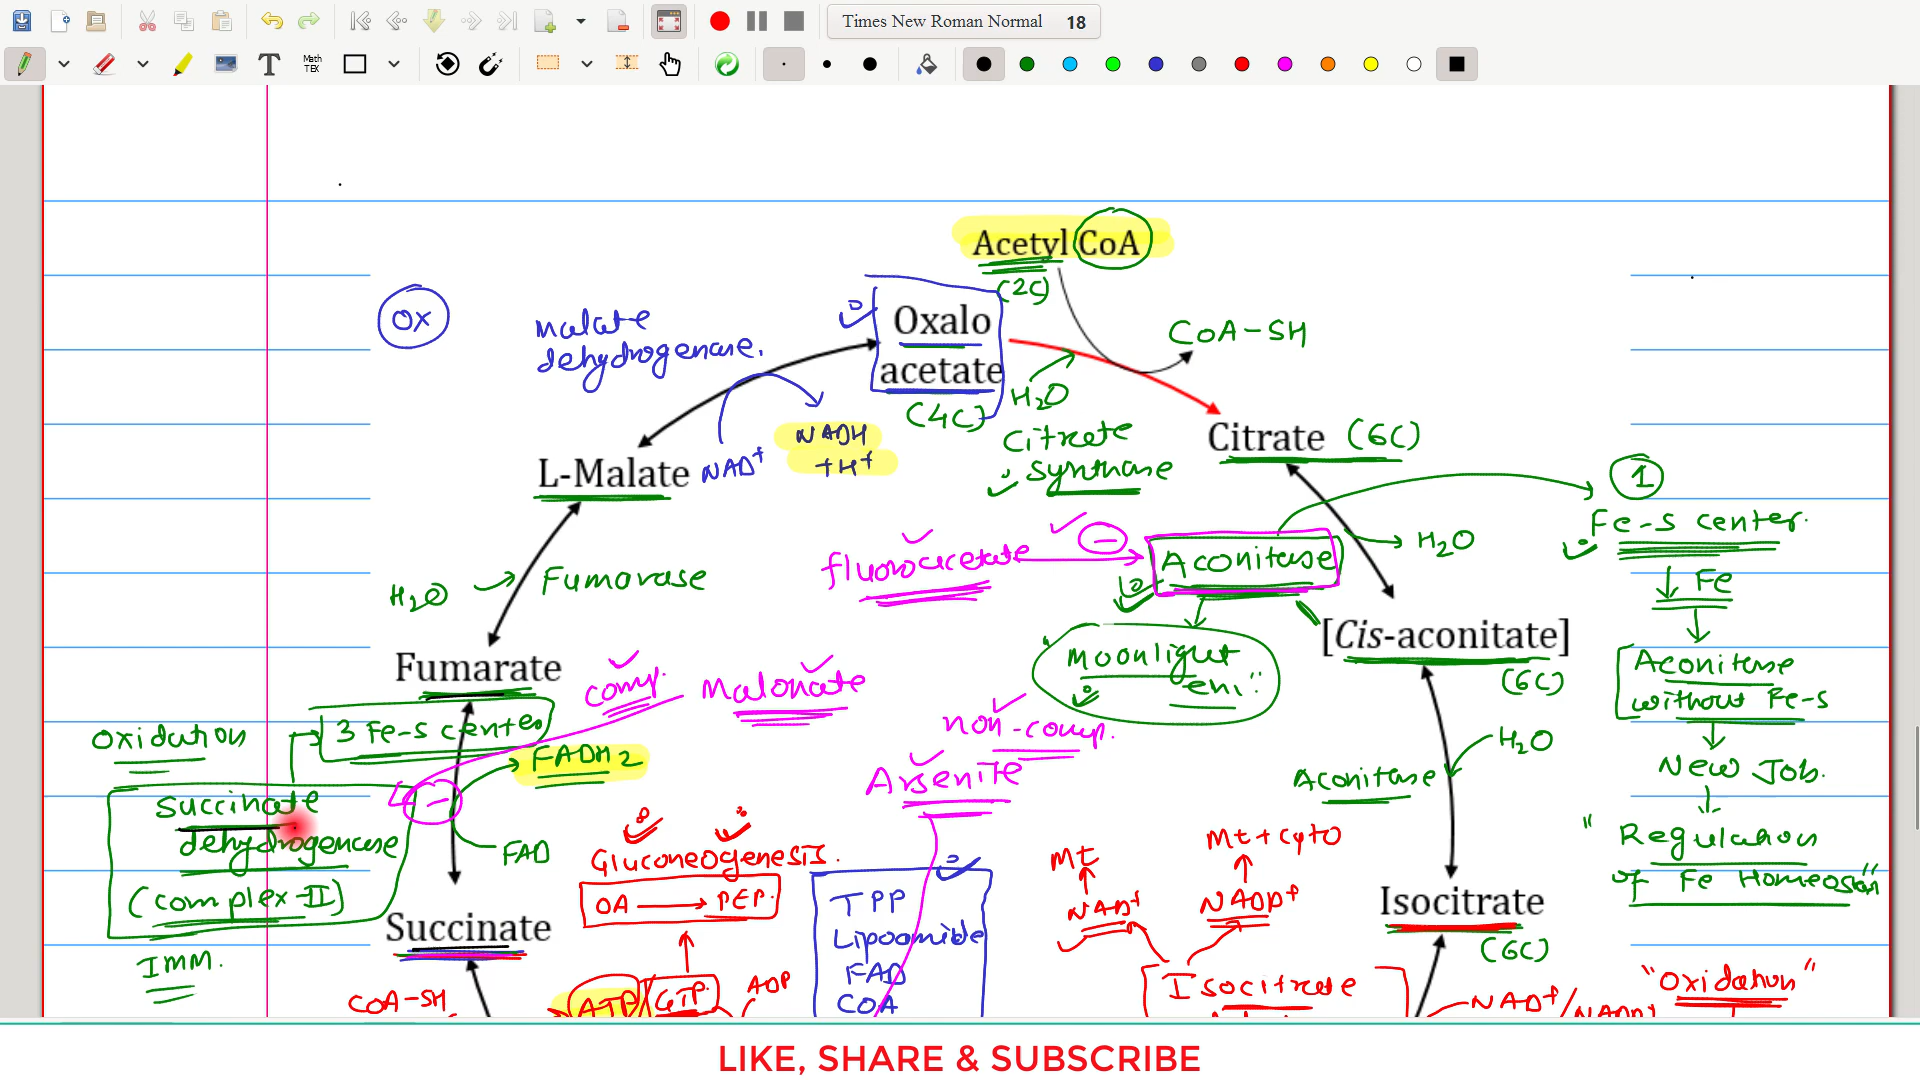 Times New Roman Normal 18
T
Math
TEX
Acetyl CoA
(2C)
OX
Malate
dehydrogenase.
Oxalo
acetate
(4C)
CoA-SH
H₂O
Citrate
synthase
Citrate (6C)
NADH
+H⁺
L-Malate NAD⁺
1
Fe-S center.
fluoroacetate
−
Aconitase
H₂O
H₂O
Fumarase
↓ Fe
[Cis-aconitate]
(6C)
Moonlight
"
Aconitase
without Fe-S
Fumarate
comp. Malonate
non-comp.
Arsenite
oxidation
3 Fe-S center
FADH2
H₂O
Aconitase
New Job.
Succinate
dehydrogenase
(complex-II)
IMM.
−
FAD
Gluconeogenesis.
OA → PEP.
Mt
NAD⁺
Mt+Cyto
NADP⁺
"Regulation
of Fe Homeostasis"
Succinate
TPP
Lipoamide
FAD
COA
Isocitrate
(6C)
CoA-SH
ATP/GTP
ADP
Isocitrate
"Oxidation"
NAD⁺/NADP⁺
LIKE, SHARE & SUBSCRIBE